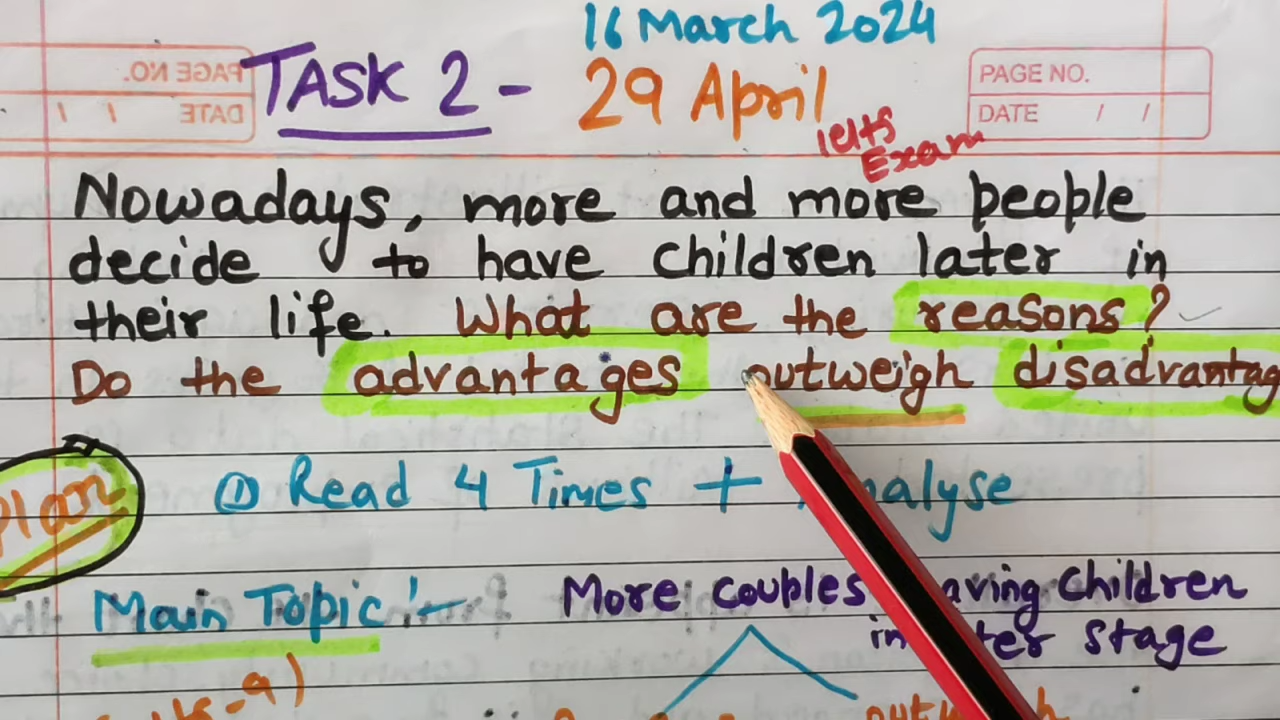 16 March 2024
TASK 2 - 29 April
PAGE NO.
DATE / /
PAGE NO.
DATE / /
Ielts
Exam
Nowadays, more and more people
decide to have children later in
their life. What are the reasons?
Do the advantages outweigh disadvantag
Plan
① Read 4 Times + Analyse
Main Topic :- More couples having Children
in later stage